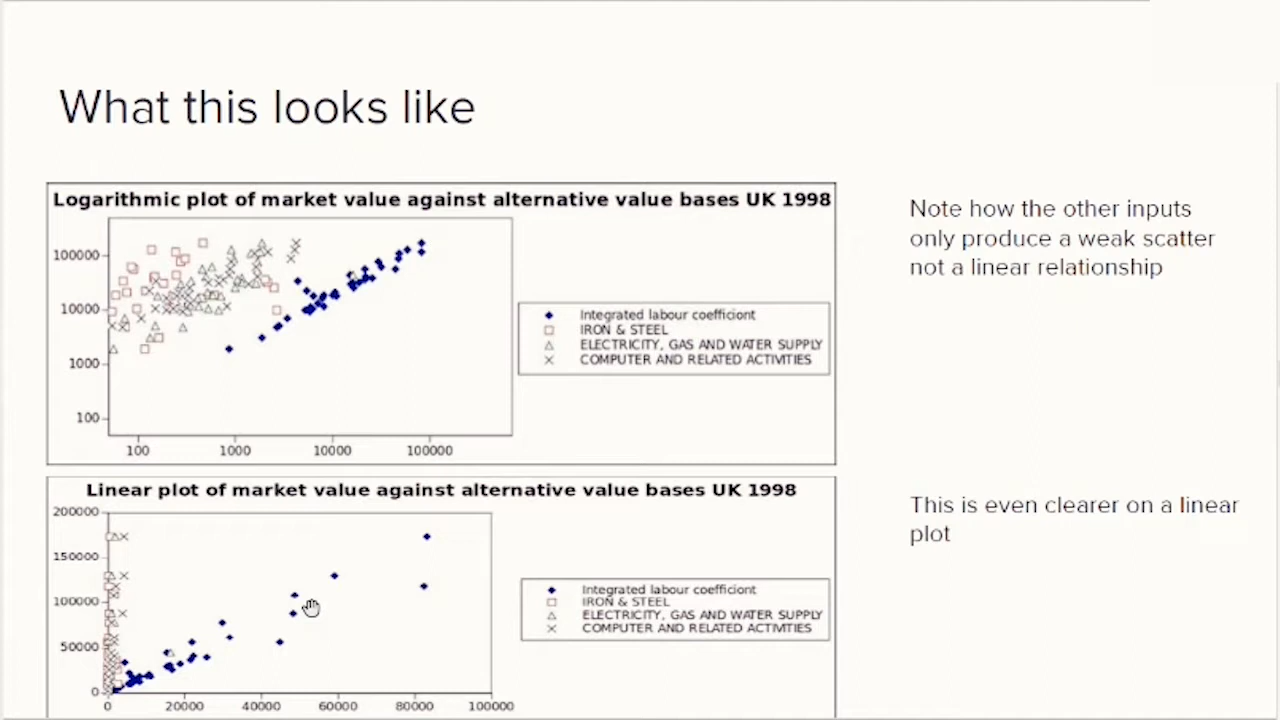 What this looks like
Logarithmic plot of market value against alternative value bases UK 1998
100000
10000
1000
100
100 1000 10000 100000
Integrated labour coefficiont
IRON & STEEL
ELECTRICITY, GAS AND WATER SUPPLY
COMPUTER AND RELATED ACTIVITIES
Note how the other inputs
only produce a weak scatter
not a linear relationship
Linear plot of market value against alternative value bases UK 1998
200000
150000
100000
50000
0
0 20000 40000 60000 80000 100000
Integrated labour coefficiont
IRON & STEEL
ELECTRICITY, GAS AND WATER SUPPLY
COMPUTER AND RELATED ACTIVITIES
This is even clearer on a linear
plot